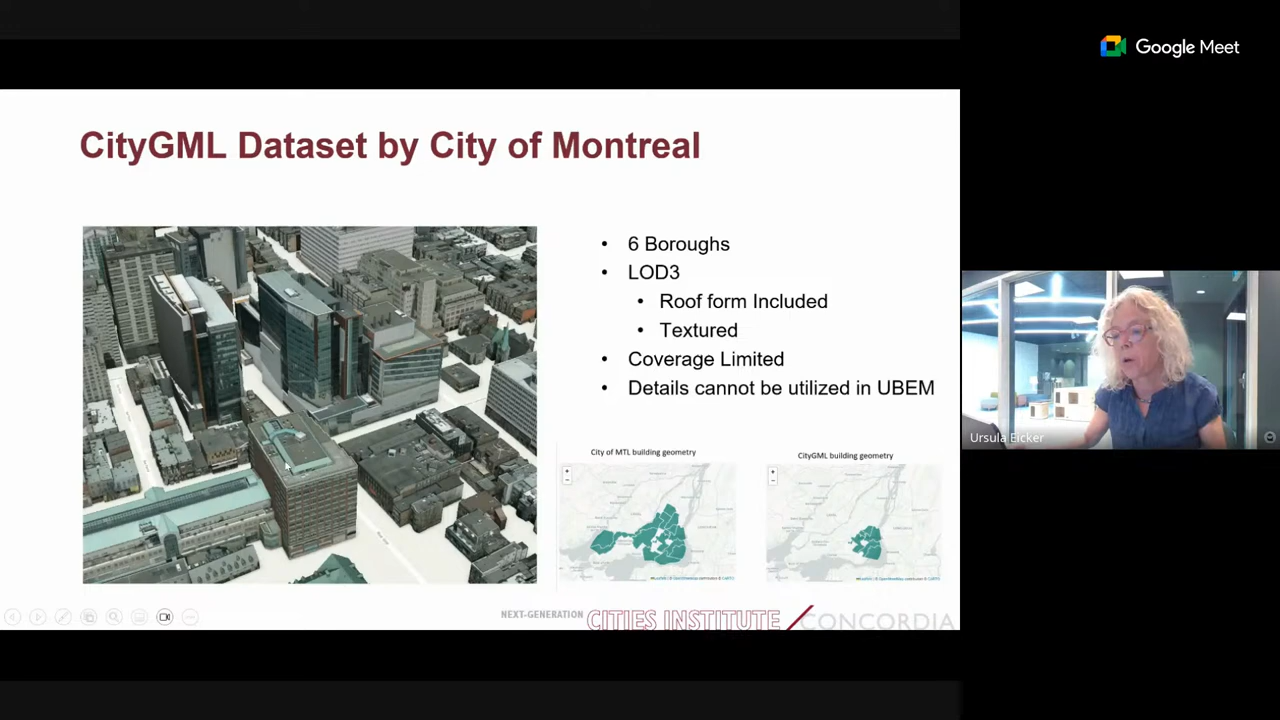 Google Meet
CityGML Dataset by City of Montreal
• 6 Boroughs
• LOD3
• Roof form Included
• Textured
• Coverage Limited
• Details cannot be utilized in UBEM
City of MTL building geometry
CityGML building geometry
Ursula Eicker
NEXT-GENERATION CITIES INSTITUTE CONCORDIA